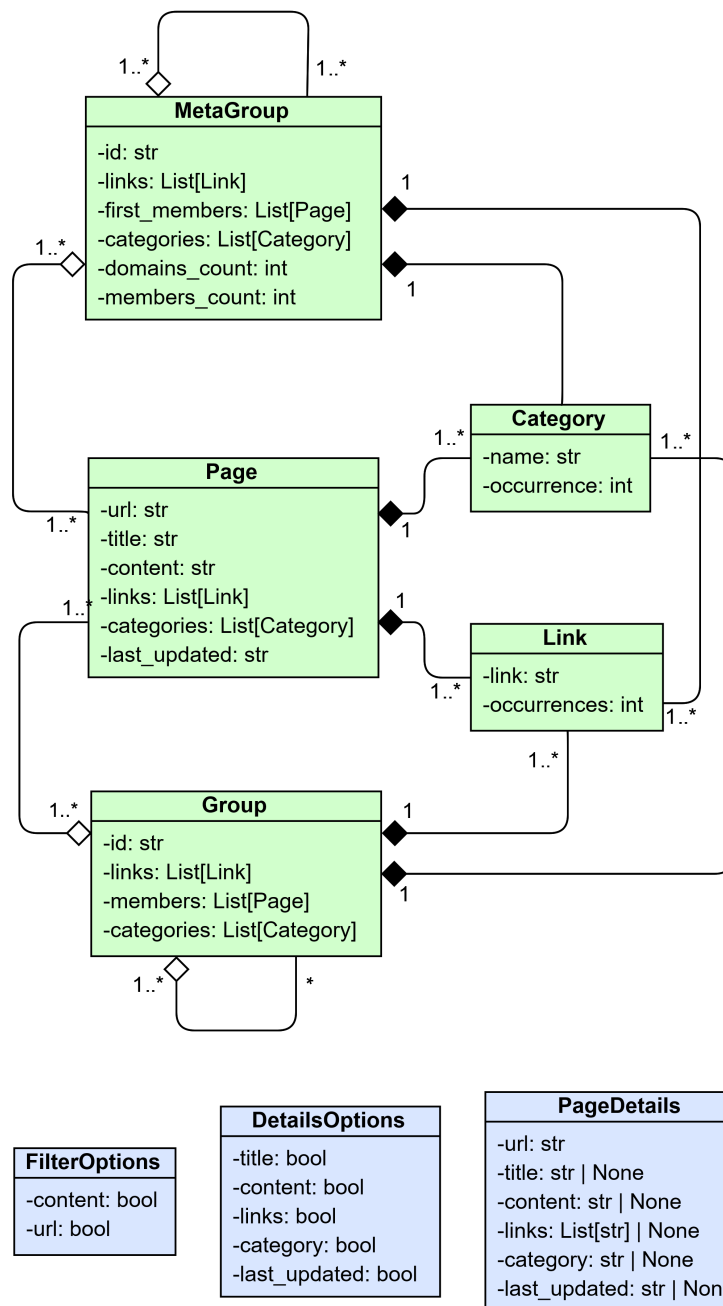 1..*
1..*
MetaGroup
-id: str
-links: List[Link]
-first_members: List[Page]
-categories: List[Category]
-domains_count: int
-members_count: int
1
1..*
1
Category
-name: str
-occurrence: int
1..*
1..*
Page
-url: str
-title: str
-content: str
-links: List[Link]
-categories: List[Category]
-last_updated: str
1..*
1
1..*
1
1..*
Link
-link: str
-occurrences: int
1..*
1..*
Group
-id: str
-links: List[Link]
-members: List[Page]
-categories: List[Category]
1..*
1
1
1..*
*
FilterOptions
-content: bool
-url: bool
DetailsOptions
-title: bool
-content: bool
-links: bool
-category: bool
-last_updated: bool
PageDetails
-url: str
-title: str | None
-content: str | None
-links: List[str] | None
-category: str | None
-last_updated: str | Non